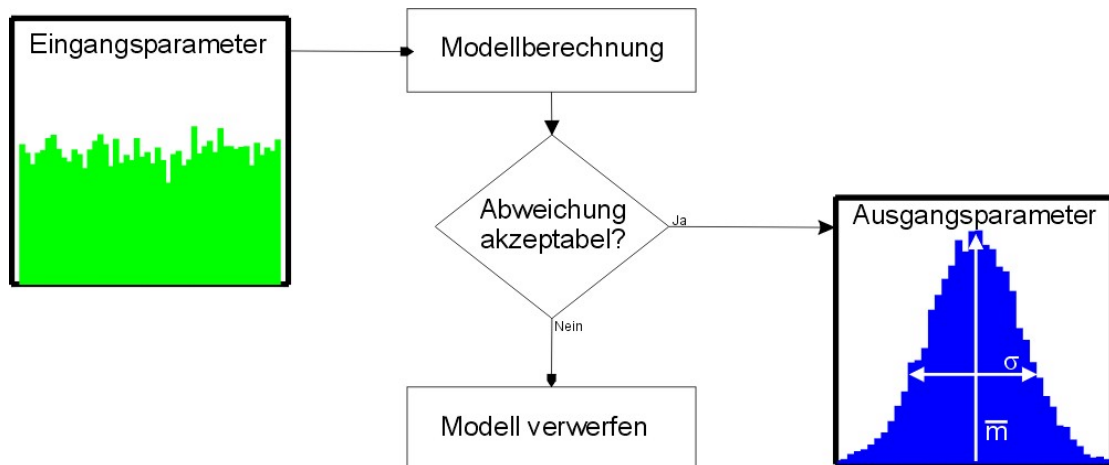 Eingangsparameter
Modellberechnung
Abweichung
akzeptabel?
Ja
Nein
Modell verwerfen
Ausgangsparameter
σ
m̅